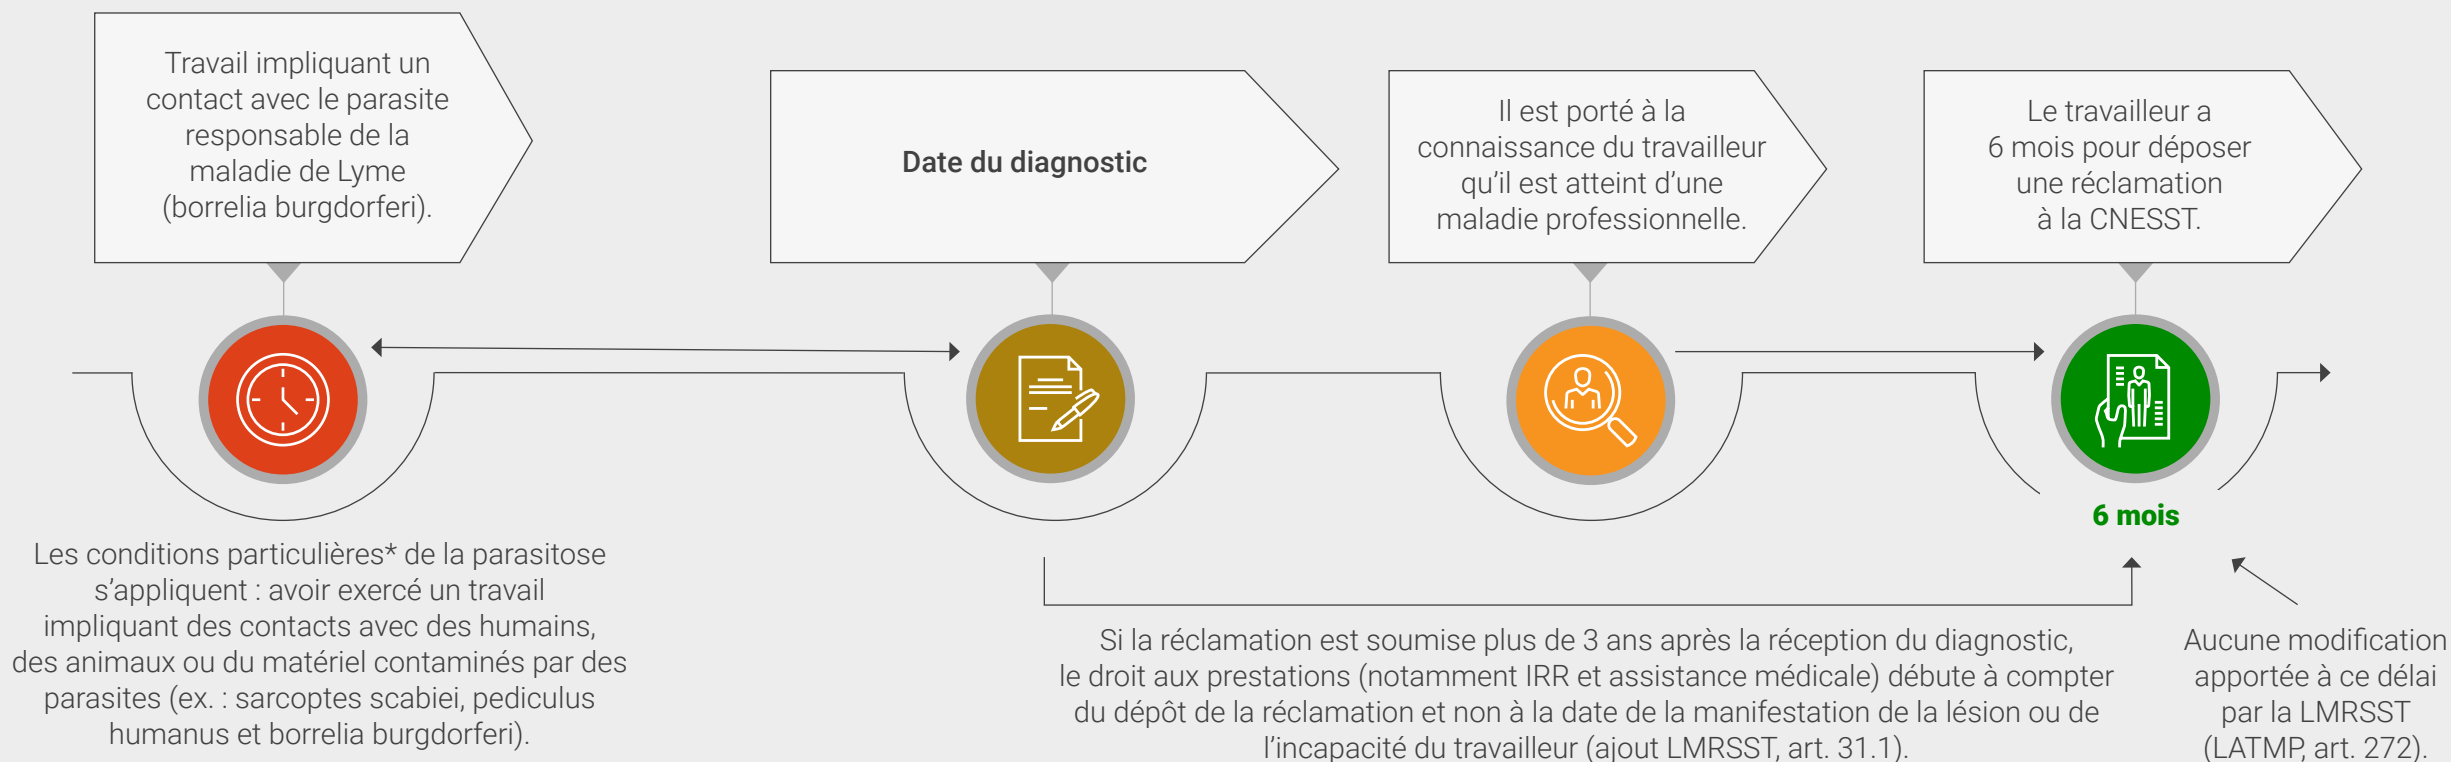 Travail impliquant un
contact avec le parasite
responsable de la
maladie de Lyme
(borrelia burgdorferi).
Date du diagnostic
Il est porté à la
connaissance du travailleur
qu’il est atteint d’une
maladie professionnelle.
Le travailleur a
6 mois pour déposer
une réclamation
à la CNESST.
6 mois
Les conditions particulières* de la parasitose
s’appliquent : avoir exercé un travail
impliquant des contacts avec des humains,
des animaux ou du matériel contaminés par des
parasites (ex. : sarcoptes scabiei, pediculus
humanus et borrelia burgdorferi).
Si la réclamation est soumise plus de 3 ans après la réception du diagnostic,
le droit aux prestations (notamment IRR et assistance médicale) débute à compter
du dépôt de la réclamation et non à la date de la manifestation de la lésion ou de
l’incapacité du travailleur (ajout LMRSST, art. 31.1).
Aucune modification
apportée à ce délai
par la LMRSST
(LATMP, art. 272).